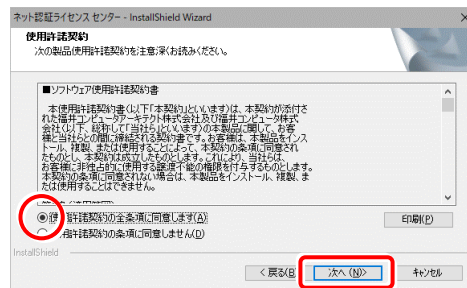 ネット認証ライセンス センター - InstallShield Wizard
使用許諾契約
次の製品使用許諾契約を注意深くお読みください。
■ソフトウェア使用許諾契約書
本使用許諾契約書(以下「本契約」といいます)は、本契約が添付さ
れた福井コンピュータアーキテクト株式会社及び福井コンピュータ株式
会社(以下、総称して「当社ら」といいます)の本製品に関して、お客
様と当社らとの間に締結される契約書です。お客様は、本製品をインス
トール、複製、または使用することによって、本契約の条項に同意され
たものとし、本契約は成立したものとします。これにより、当社らは、
お客様に非独占的に使用する譲渡不能の権限を付与するものとします。
本契約の条項に同意されない場合は、本製品をインストール、複製、ま
たは使用することはできません。
使用許諾契約の全条項に同意します(A)
印刷(P)
使用許諾契約の条項に同意しません(D)
InstallShield
< 戻る(B)
次へ (N)>
キャンセル